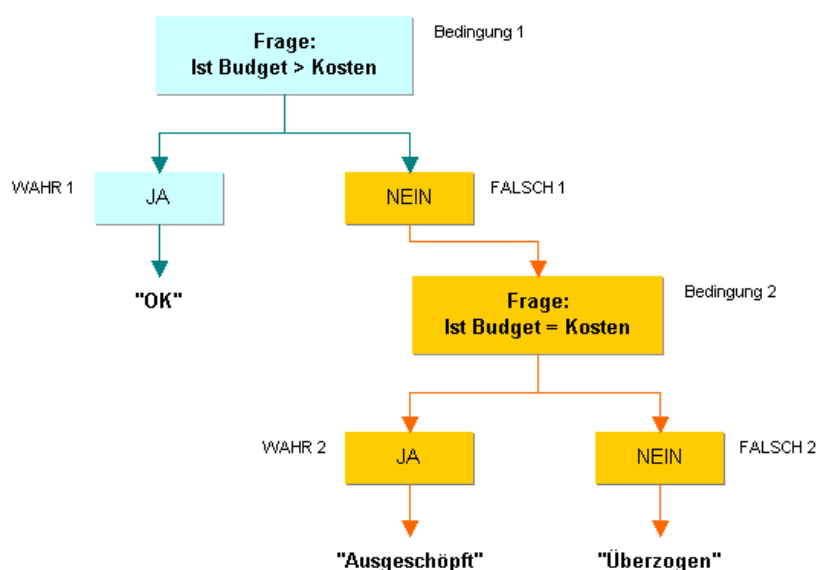 Frage:
Ist Budget > Kosten
Bedingung 1
WAHR 1
JA
NEIN
FALSCH 1
"OK"
Frage:
Ist Budget = Kosten
Bedingung 2
WAHR 2
JA
NEIN
FALSCH 2
"Ausgeschöpft"
"Überzogen"